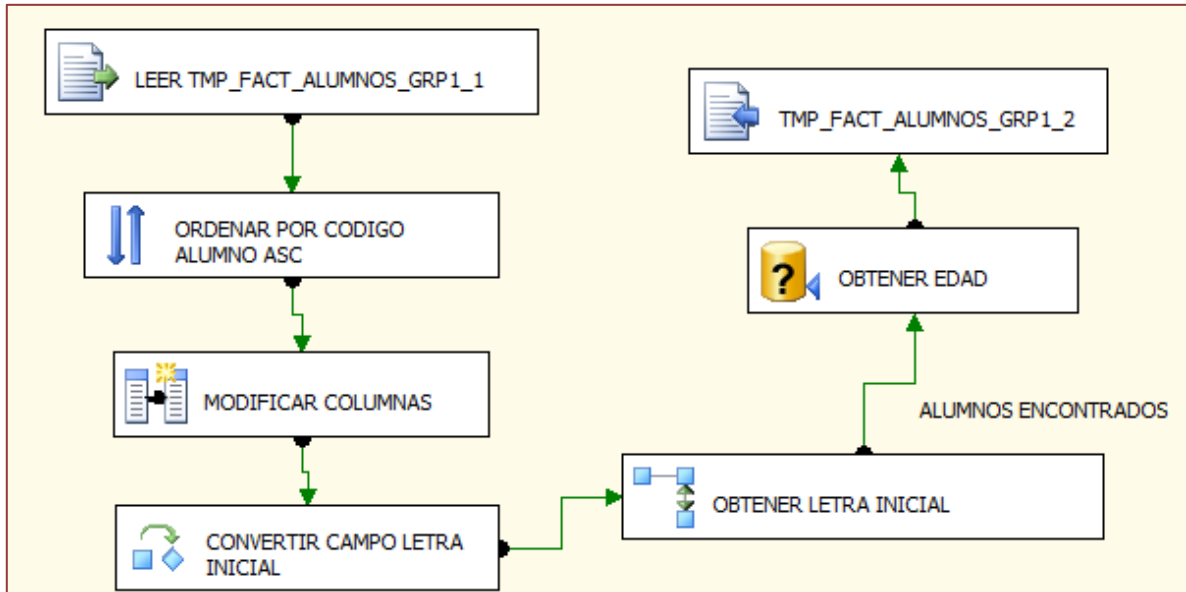 LEER TMP_FACT_ALUMNOS_GRP1_1
ORDENAR POR CODIGO
ALUMNO ASC
MODIFICAR COLUMNAS
CONVERTIR CAMPO LETRA
INICIAL
OBTENER LETRA INICIAL
ALUMNOS ENCONTRADOS
?
OBTENER EDAD
TMP_FACT_ALUMNOS_GRP1_2